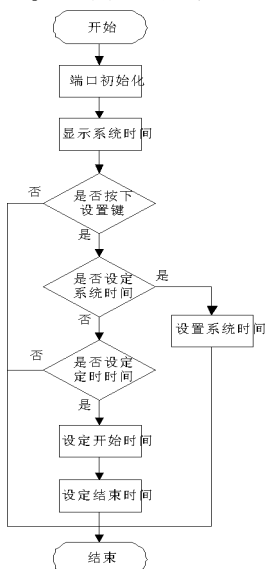 开始
端口初始化
显示系统时间
否
是否按下
设置键
是
是否设定
系统时间
是
否
设置系统时间
否
是否设定
定时时间
是
设定开始时间
设定结束时间
结束